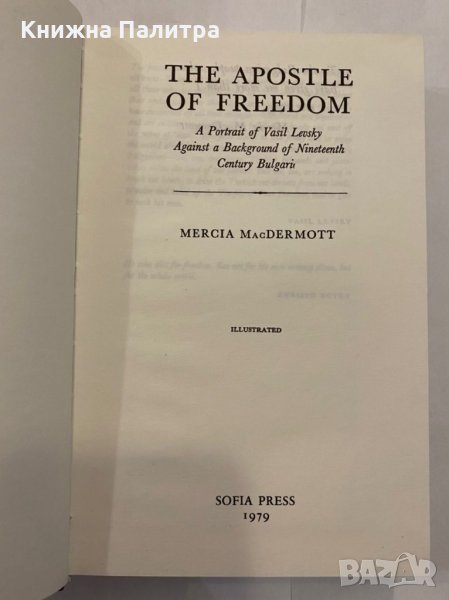 Книжна Палитра
THE APOSTLE
OF FREEDOM
A Portrait of Vasil Levsky
Against a Background of Nineteenth
Century Bulgaria
MERCIA MACDERMOTT
ILLUSTRATED
SOFIA PRESS
1979
BAZAR